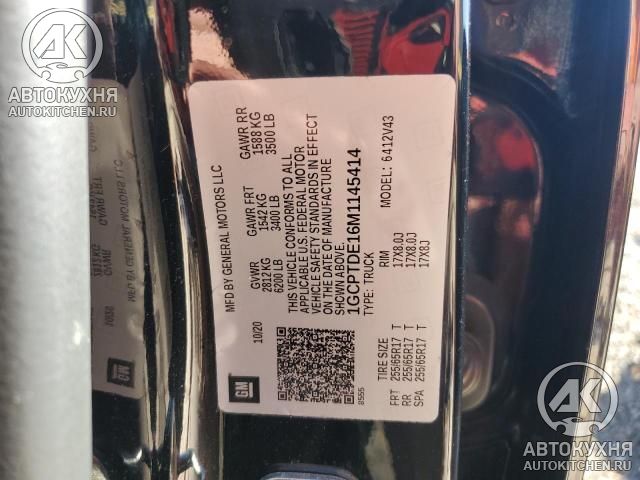 АК
АВТОКУХНЯ
AUTOKITCHEN.RU
MFD BY GENERAL MOTORS LLC
10/20
GVWR GAWR FRT GAWR RR
2812 KG 1542 KG 1588 KG
6200 LB 3400 LB 3500 LB
THIS VEHICLE CONFORMS TO ALL
APPLICABLE U.S. FEDERAL MOTOR
VEHICLE SAFETY STANDARDS IN EFFECT
ON THE DATE OF MANUFACTURE
SHOWN ABOVE.
1GCPTDE16M1145414
TYPE: TRUCK MODEL: 6412V43
GM
8555
TIRE SIZE RIM
FRT 255/65R17 T 17X8.0J
RR 255/65R17 T 17X8.0J
SPA 255/65R17 T 17X8J
АК
АВТОКУХНЯ
AUTOKITCHEN.RU